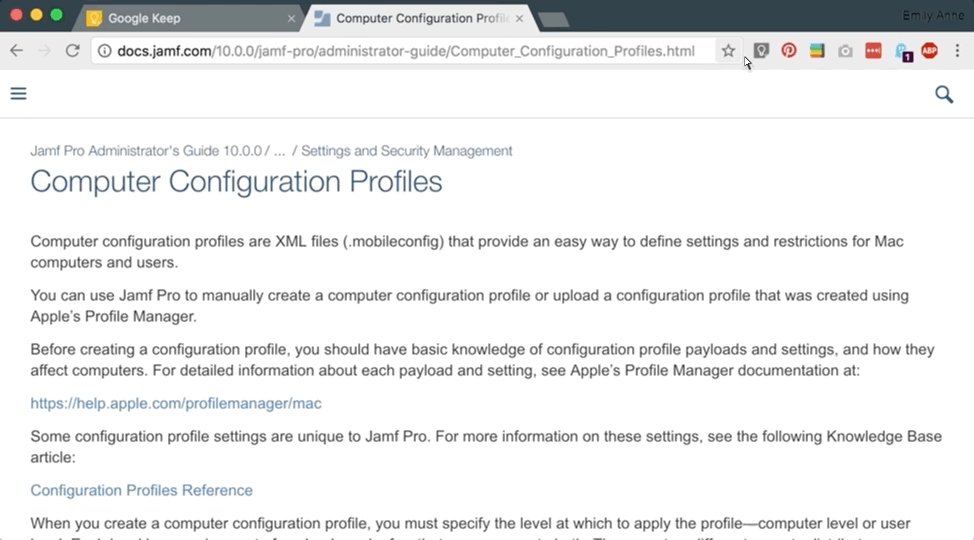 Google Keep
Computer Configuration Profil
Emily Anne
docs.jamf.com/10.0.0/jamf-pro/administrator-guide/Computer_Configuration_Profiles.html
1
ABP
Jamf Pro Administrator's Guide 10.0.0 / ... / Settings and Security Management
Computer Configuration Profiles
Computer configuration profiles are XML files (.mobileconfig) that provide an easy way to define settings and restrictions for Mac
computers and users.
You can use Jamf Pro to manually create a computer configuration profile or upload a configuration profile that was created using
Apple's Profile Manager.
Before creating a configuration profile, you should have basic knowledge of configuration profile payloads and settings, and how they
affect computers. For detailed information about each payload and setting, see Apple's Profile Manager documentation at:
https://help.apple.com/profilemanager/mac
Some configuration profile settings are unique to Jamf Pro. For more information on these settings, see the following Knowledge Base
article:
Configuration Profiles Reference
When you create a computer configuration profile, you must specify the level at which to apply the profile—computer level or user